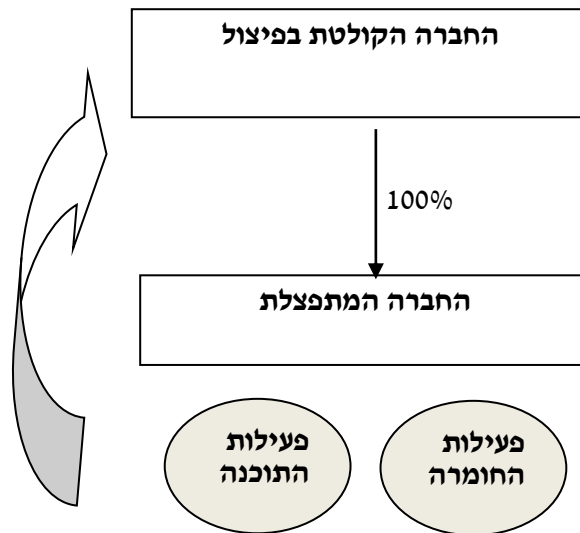 החברה הקולטת בפיצול
100%
החברה המתפצלת
פעילות
החומרה
פעילות
התוכנה